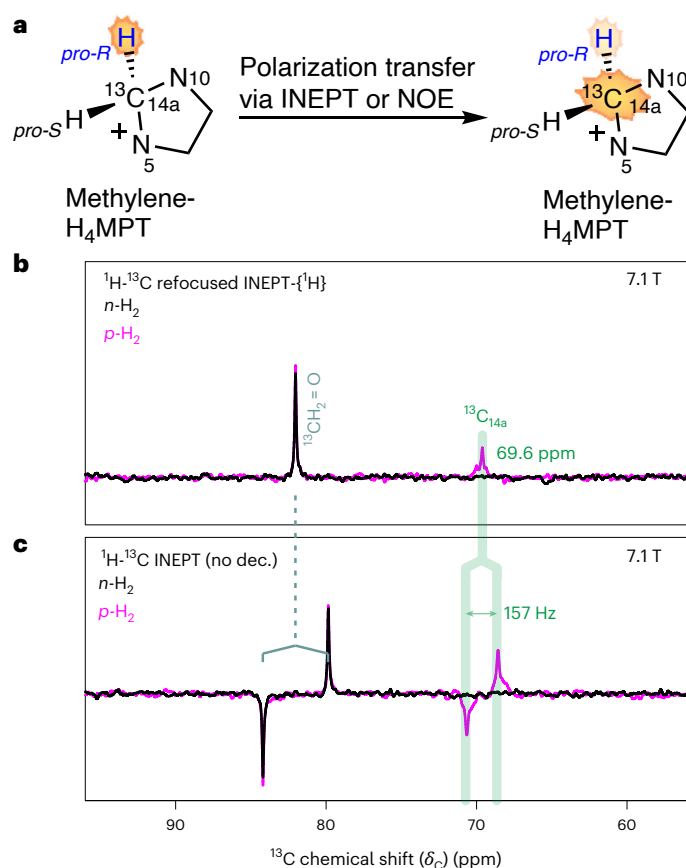 a
H
pro-R
13C
14a
N10
pro-S H
+
N
5
Methylene-
H4MPT
Polarization transfer
via INEPT or NOE
H
pro-R
13C
14a
N10
pro-S H
+
N
5
Methylene-
H4MPT
b
1H-13C refocused INEPT-{1H}
n-H2
p-H2
7.1 T
13CH2 = O
13C14a
69.6 ppm
c
1H-13C INEPT (no dec.)
n-H2
p-H2
7.1 T
157 Hz
90
80
70
60
13C chemical shift (δC) (ppm)